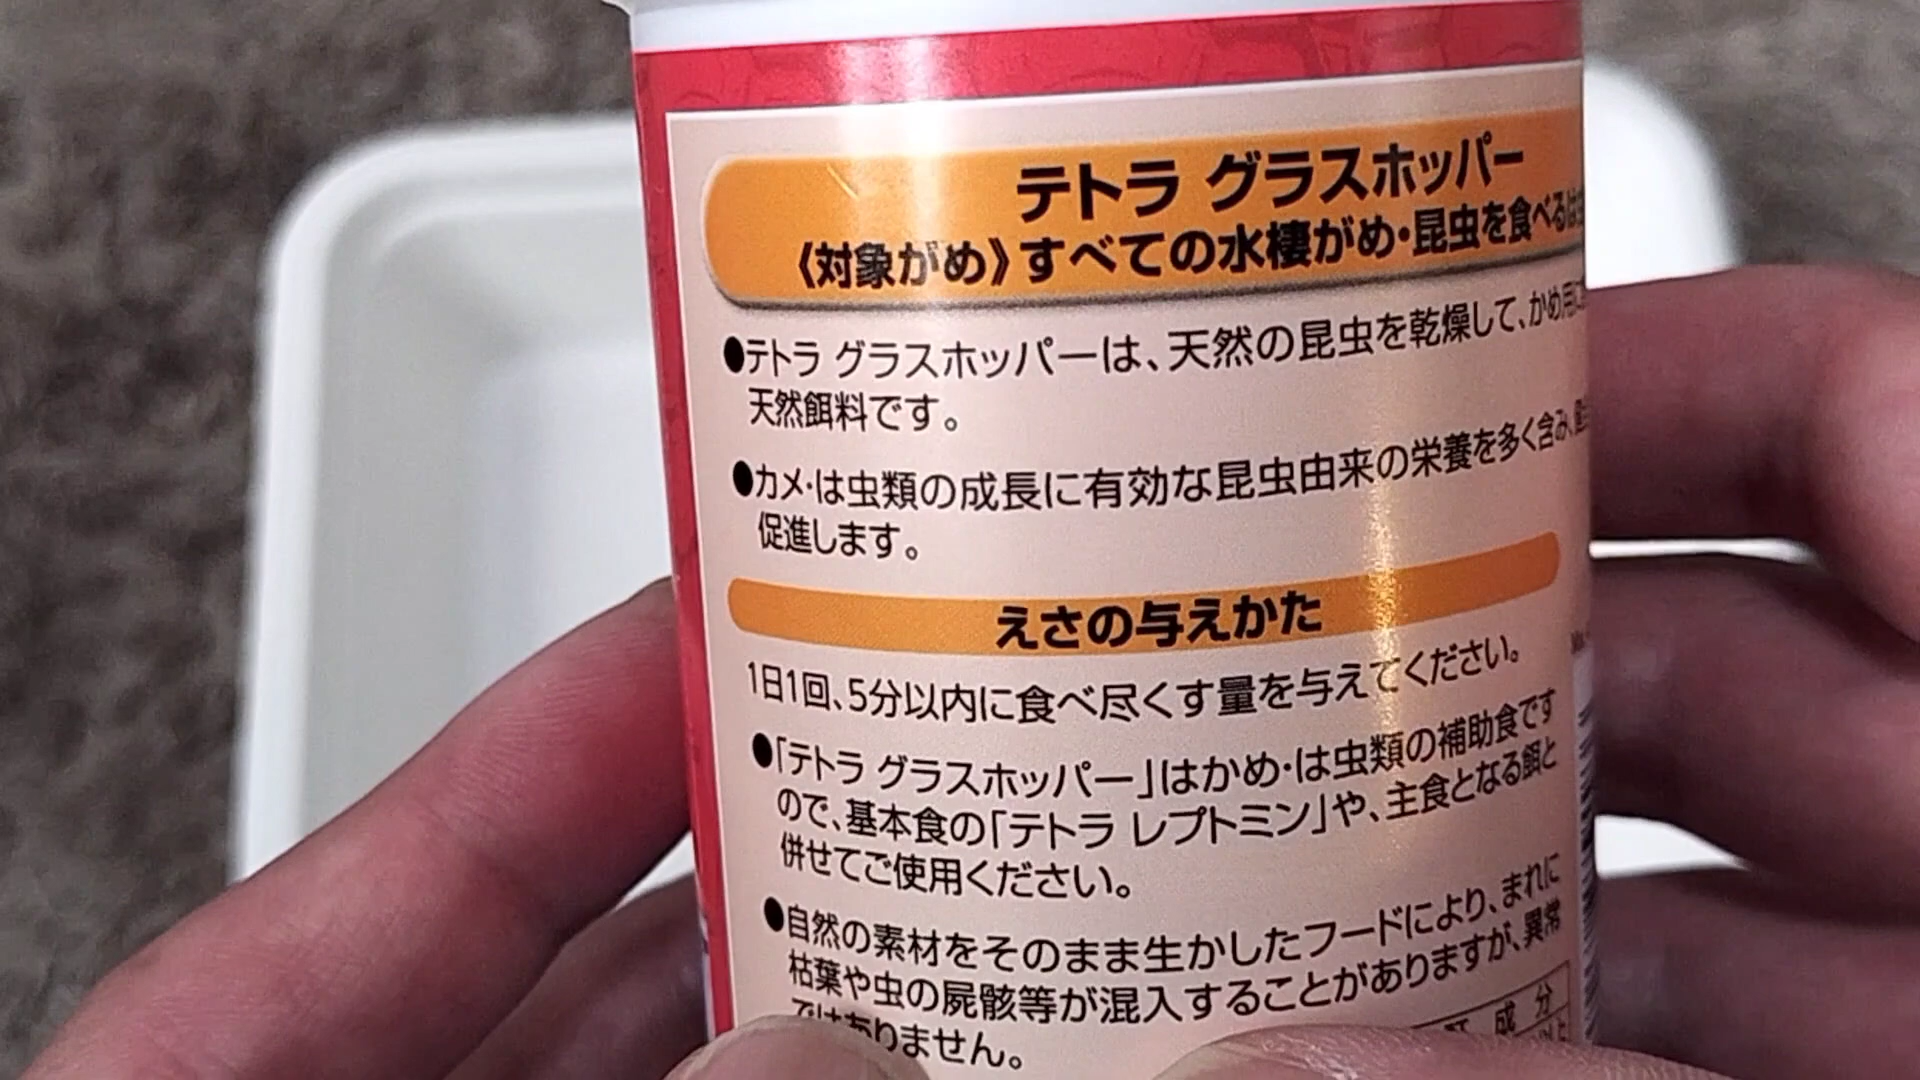 テトラ グラスホッパー
《対象がめ》すべての水棲がめ・昆虫を食べるは
●テトラ グラスホッパーは、天然の昆虫を乾燥して、かめ用に
天然餌料です。
●カメ・は虫類の成長に有効な昆虫由来の栄養を多く含み、
促進します。
えさの与えかた
1日1回、5分以内に食べ尽くす量を与えてください。
●「テトラ グラスホッパー」はかめ・は虫類の補助食です
ので、基本食の「テトラ レプトミン」や、主食となる餌と
併せてご使用ください。
●自然の素材をそのまま生かしたフードにより、まれに
枯葉や虫の屍骸等が混入することがありますが、異常
ではありません。
成 分
以上